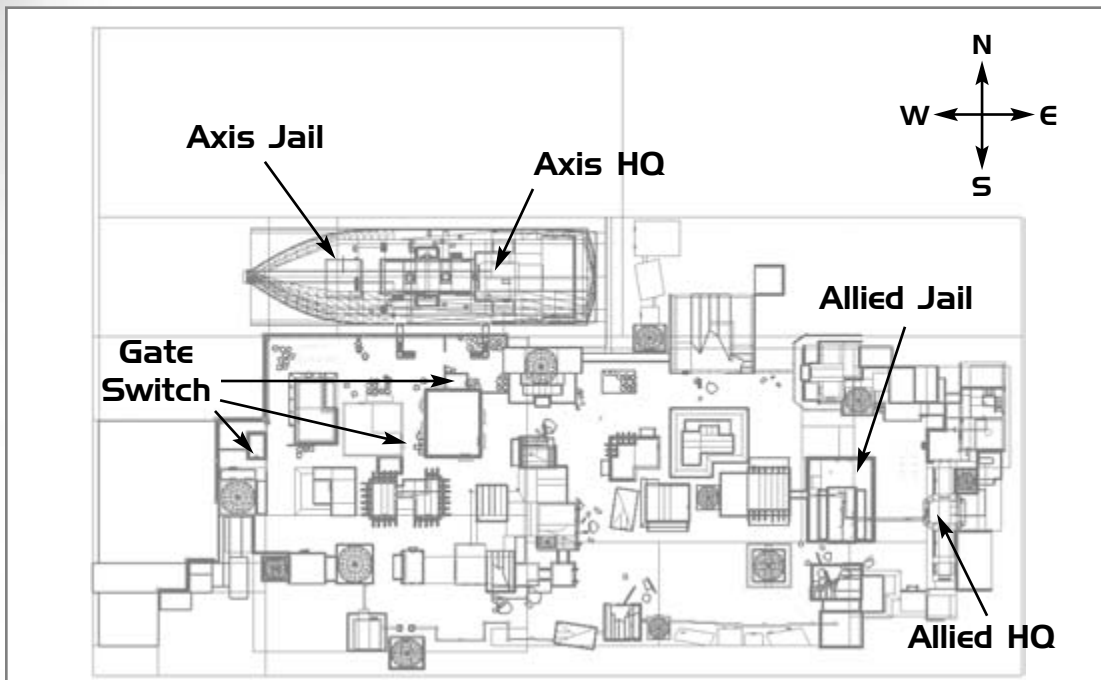 N
W E
S
Axis Jail
Axis HQ
Allied Jail
Gate
Switch
Allied HQ